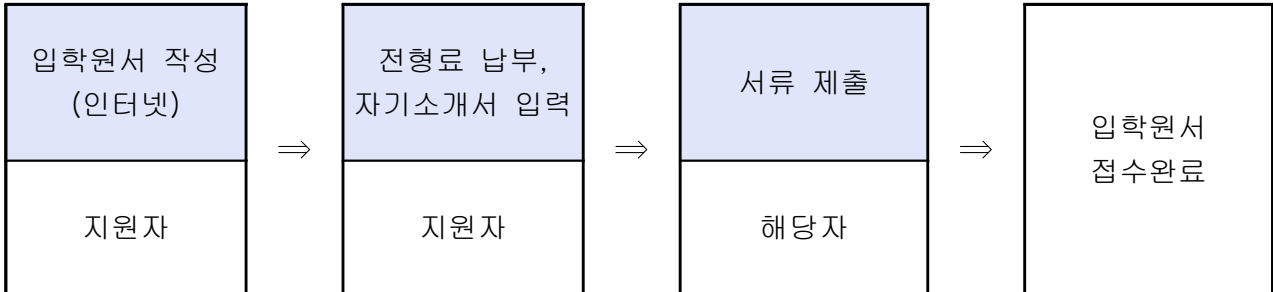 입학원서 작성
(인터넷)
지원자
⇒
전형료 납부,
자기소개서 입력
지원자
⇒
서류 제출
해당자
⇒
입학원서
접수완료